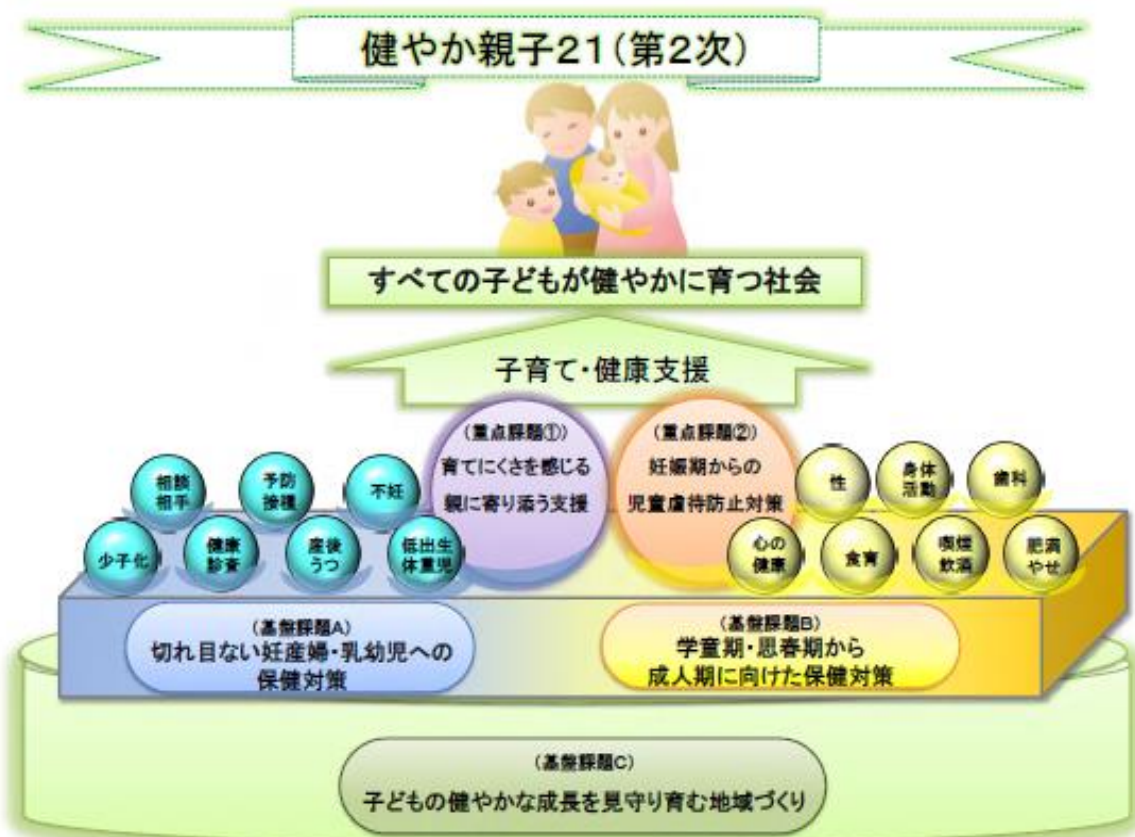 健やか親子21(第2次)
すべての子どもが健やかに育つ社会
子育て・健康支援
(重点課題①)
育てにくさを感じる
親に寄り添う支援
(重点課題②)
妊娠期からの
児童虐待防止対策
相談
相手
予防
接種
不妊
少子化
健康
診査
産後
うつ
低出生
体重児
性
身体
活動
歯科
心の
健康
食育
喫煙
飲酒
肥満
やせ
(基盤課題A)
切れ目ない妊産婦・乳幼児への
保健対策
(基盤課題B)
学童期・思春期から
成人期に向けた保健対策
(基盤課題C)
子どもの健やかな成長を見守り育む地域づくり